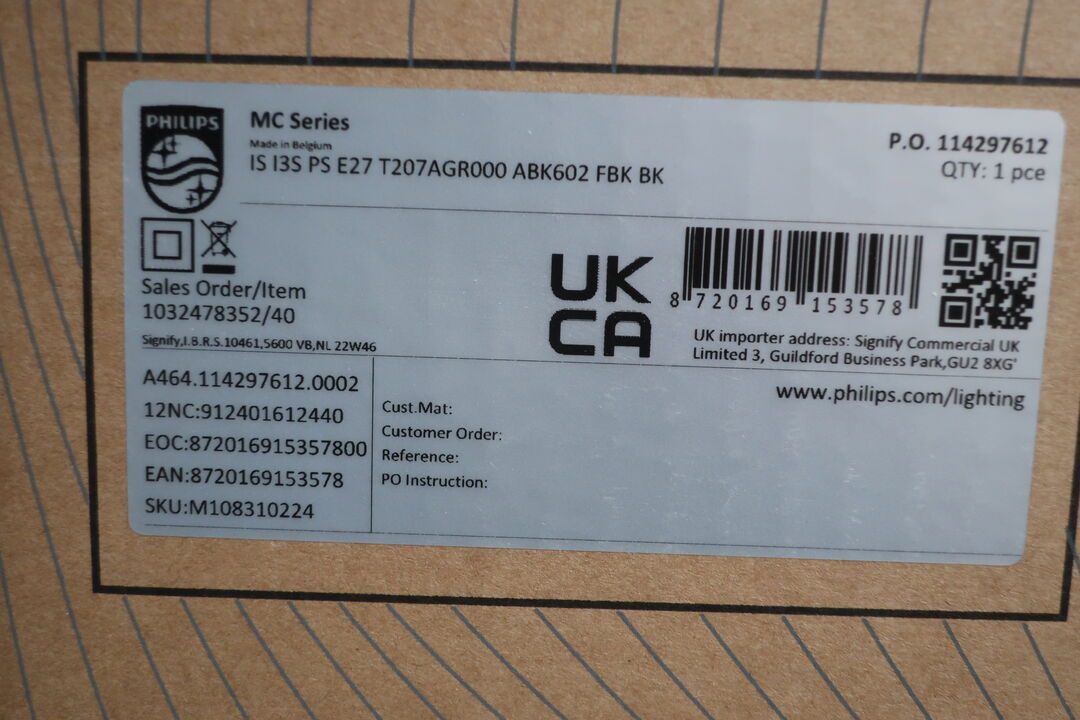 PHILIPS
MC Series
Made in Belgium
IS I3S PS E27 T207AGR000 ABK602 FBK BK
P.O. 114297612
QTY: 1 pce
Sales Order/Item
1032478352/40
Signify,I.B.R.S.10461,5600 VB,NL 22W46
UK
CA
8 720169 153578
UK importer address: Signify Commercial UK
Limited 3, Guildford Business Park,GU2 8XG'
A464.114297612.0002
12NC:912401612440
EOC:872016915357800
EAN:8720169153578
SKU:M108310224
Cust.Mat:
Customer Order:
Reference:
PO Instruction:
www.philips.com/lighting